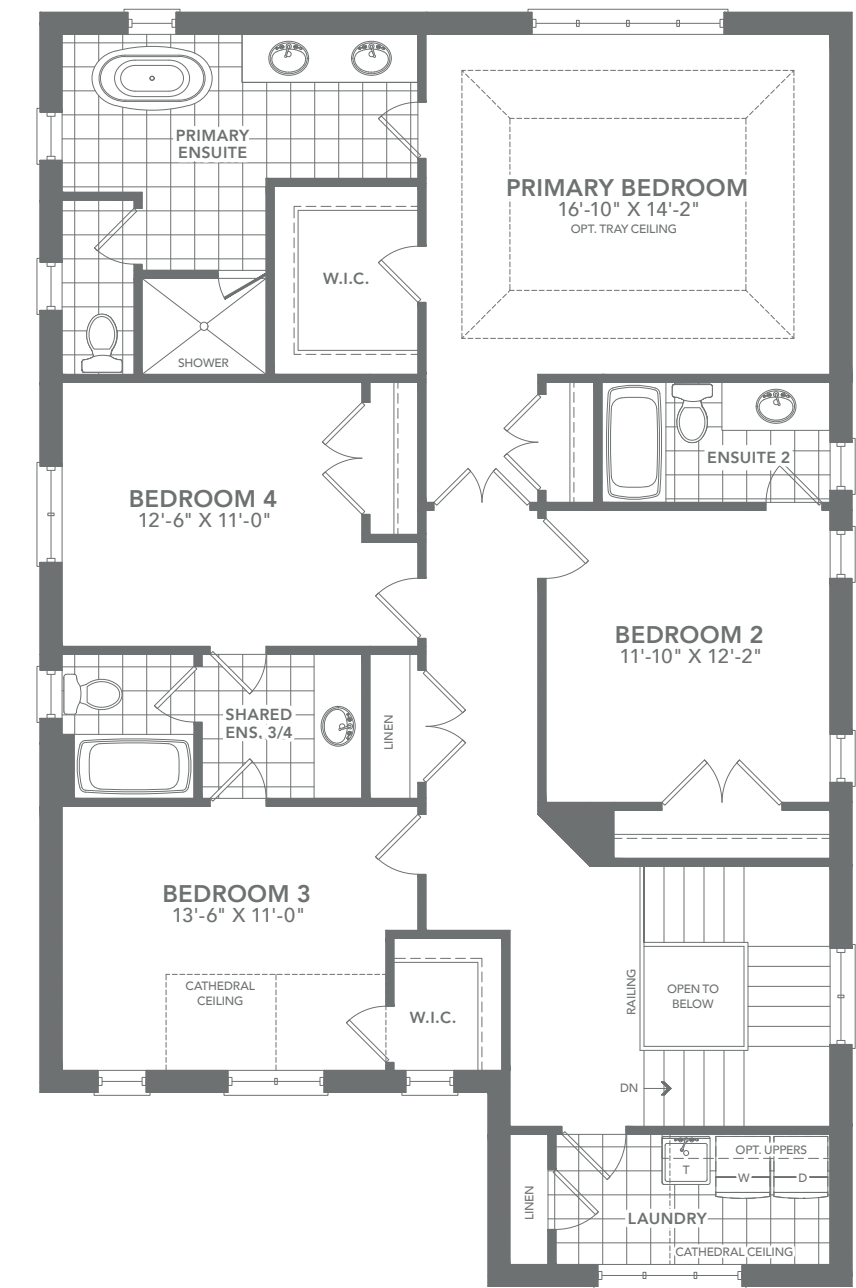 PRIMARY
ENSUITE
PRIMARY BEDROOM
16'-10" X 14'-2"
OPT. TRAY CEILING
W.I.C.
SHOWER
ENSUITE 2
BEDROOM 4
12'-6" X 11'-0"
BEDROOM 2
11'-10" X 12'-2"
SHARED
ENS. 3/4
LINEN
BEDROOM 3
13'-6" X 11'-0"
CATHEDRAL
CEILING
W.I.C.
RAILING
OPEN TO
BELOW
DN
OPT. UPPERS
T
W
D
LINEN
LAUNDRY
CATHEDRAL CEILING